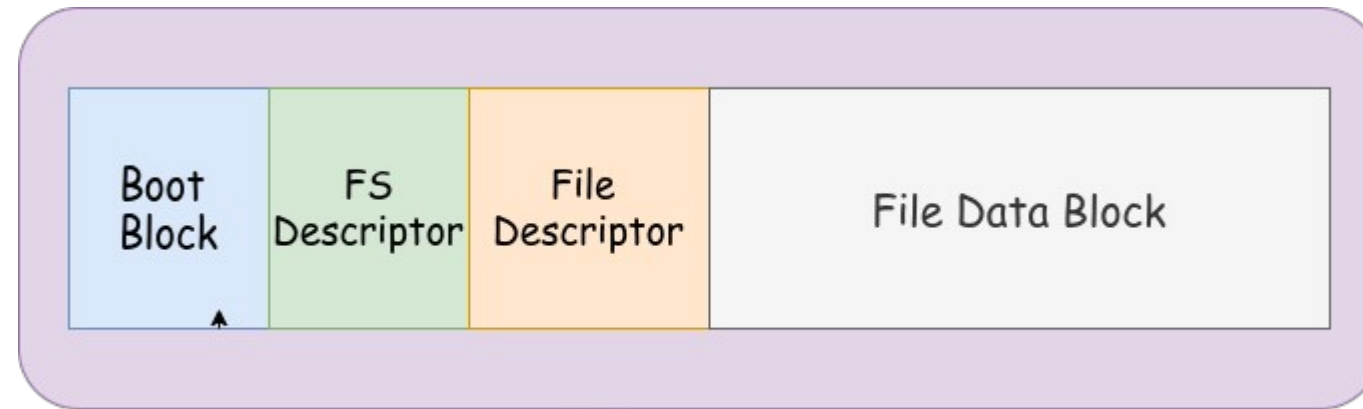 Boot
Block
FS
Descriptor
File
Descriptor
File Data Block